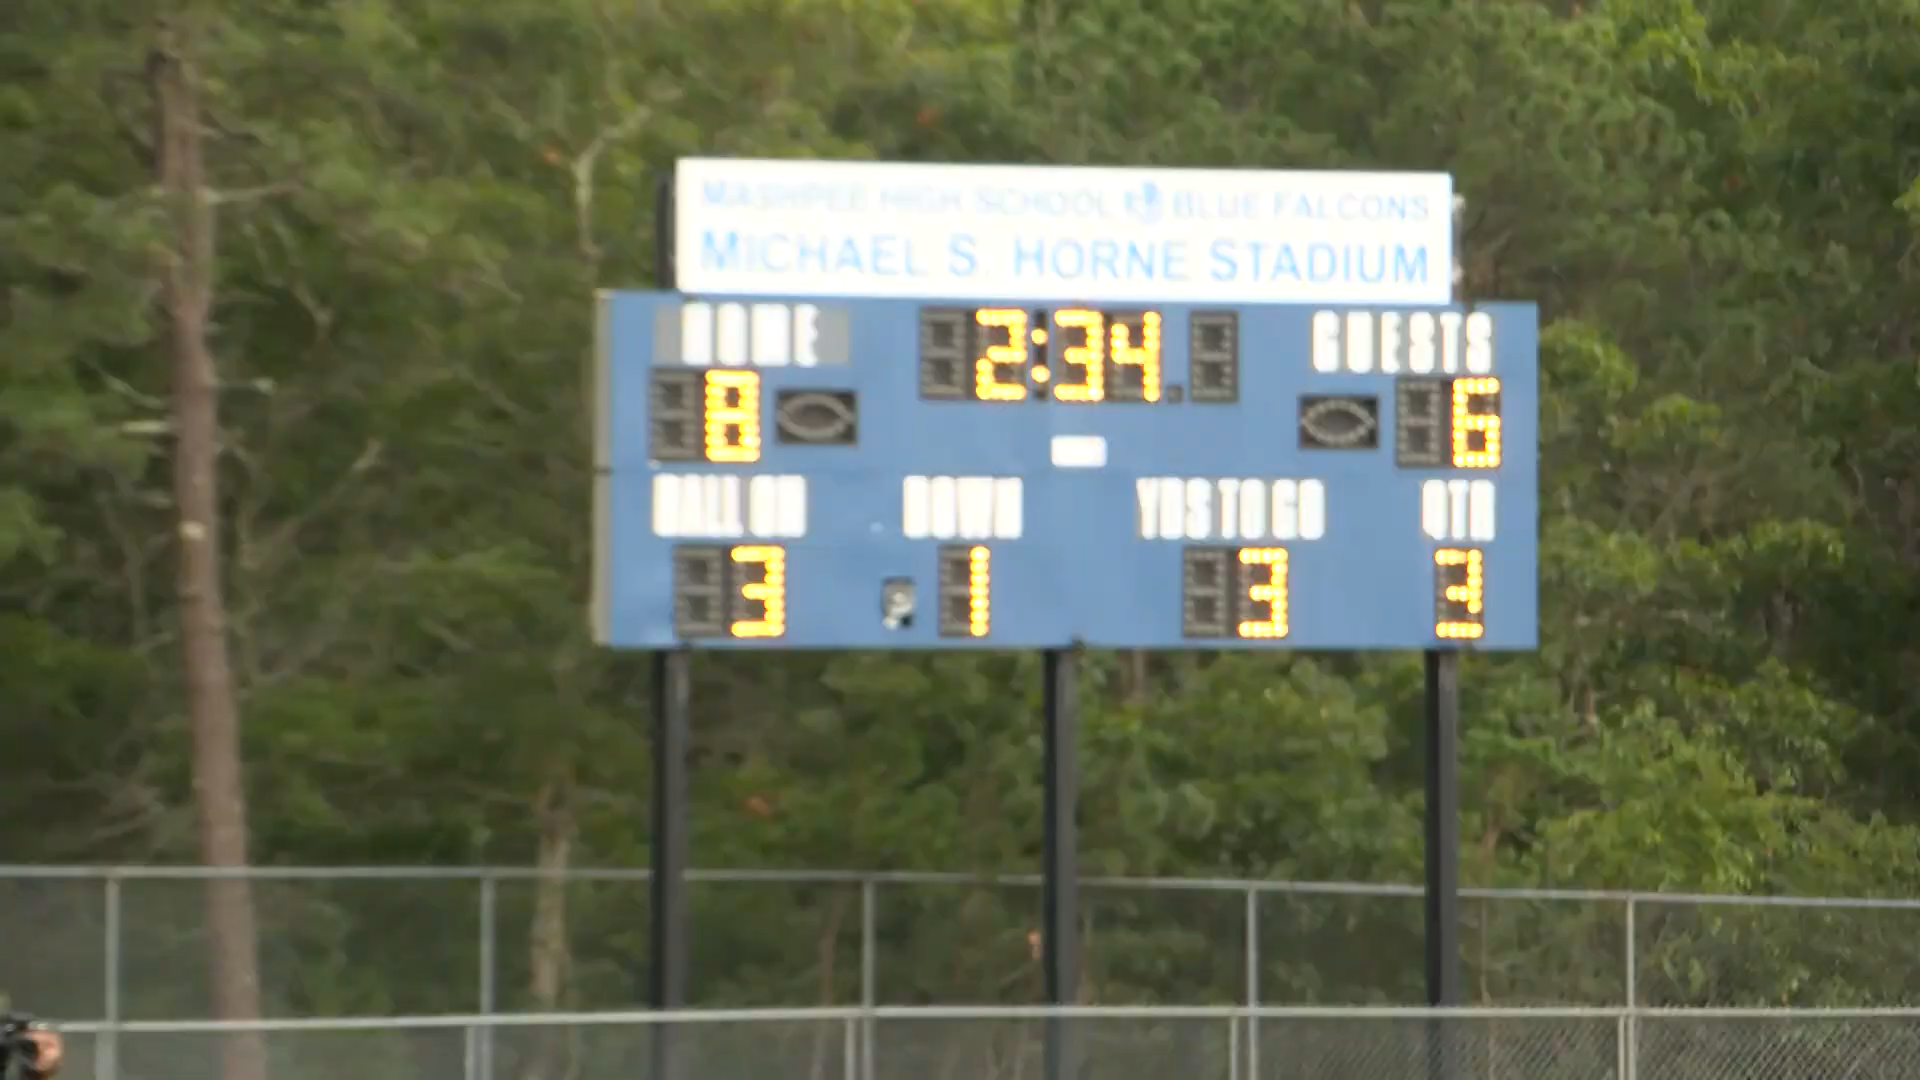 MASHPEE HIGH SCHOOL BLUE FALCONS
MICHAEL S. HORNE STADIUM
HOME 2:34 GUESTS
8 6
BALL ON DOWN YDS TO GO QTR
3 1 3 3